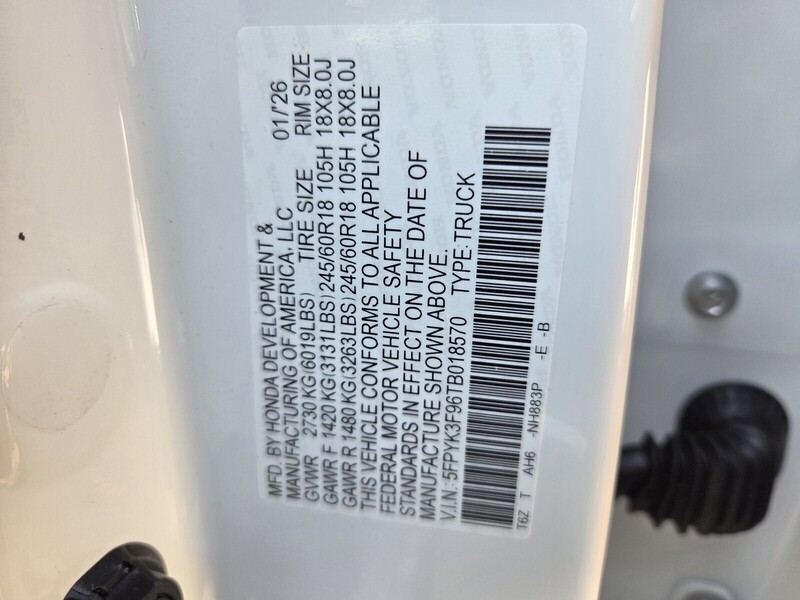 MFD. BY HONDA DEVELOPMENT & 01/'26
MANUFACTURING OF AMERICA, LLC
GVWR 2730 KG(6019LBS) TIRE SIZE RIM SIZE
GAWR F 1420 KG(3131LBS) 245/60R18 105H 18X8.0J
GAWR R 1480 KG(3263LBS) 245/60R18 105H 18X8.0J
THIS VEHICLE CONFORMS TO ALL APPLICABLE
FEDERAL MOTOR VEHICLE SAFETY
STANDARDS IN EFFECT ON THE DATE OF
MANUFACTURE SHOWN ABOVE.
V.I.N.: 5FPYK3F96TB018570 TYPE: TRUCK
T6Z T AH6 -NH883P -E -B